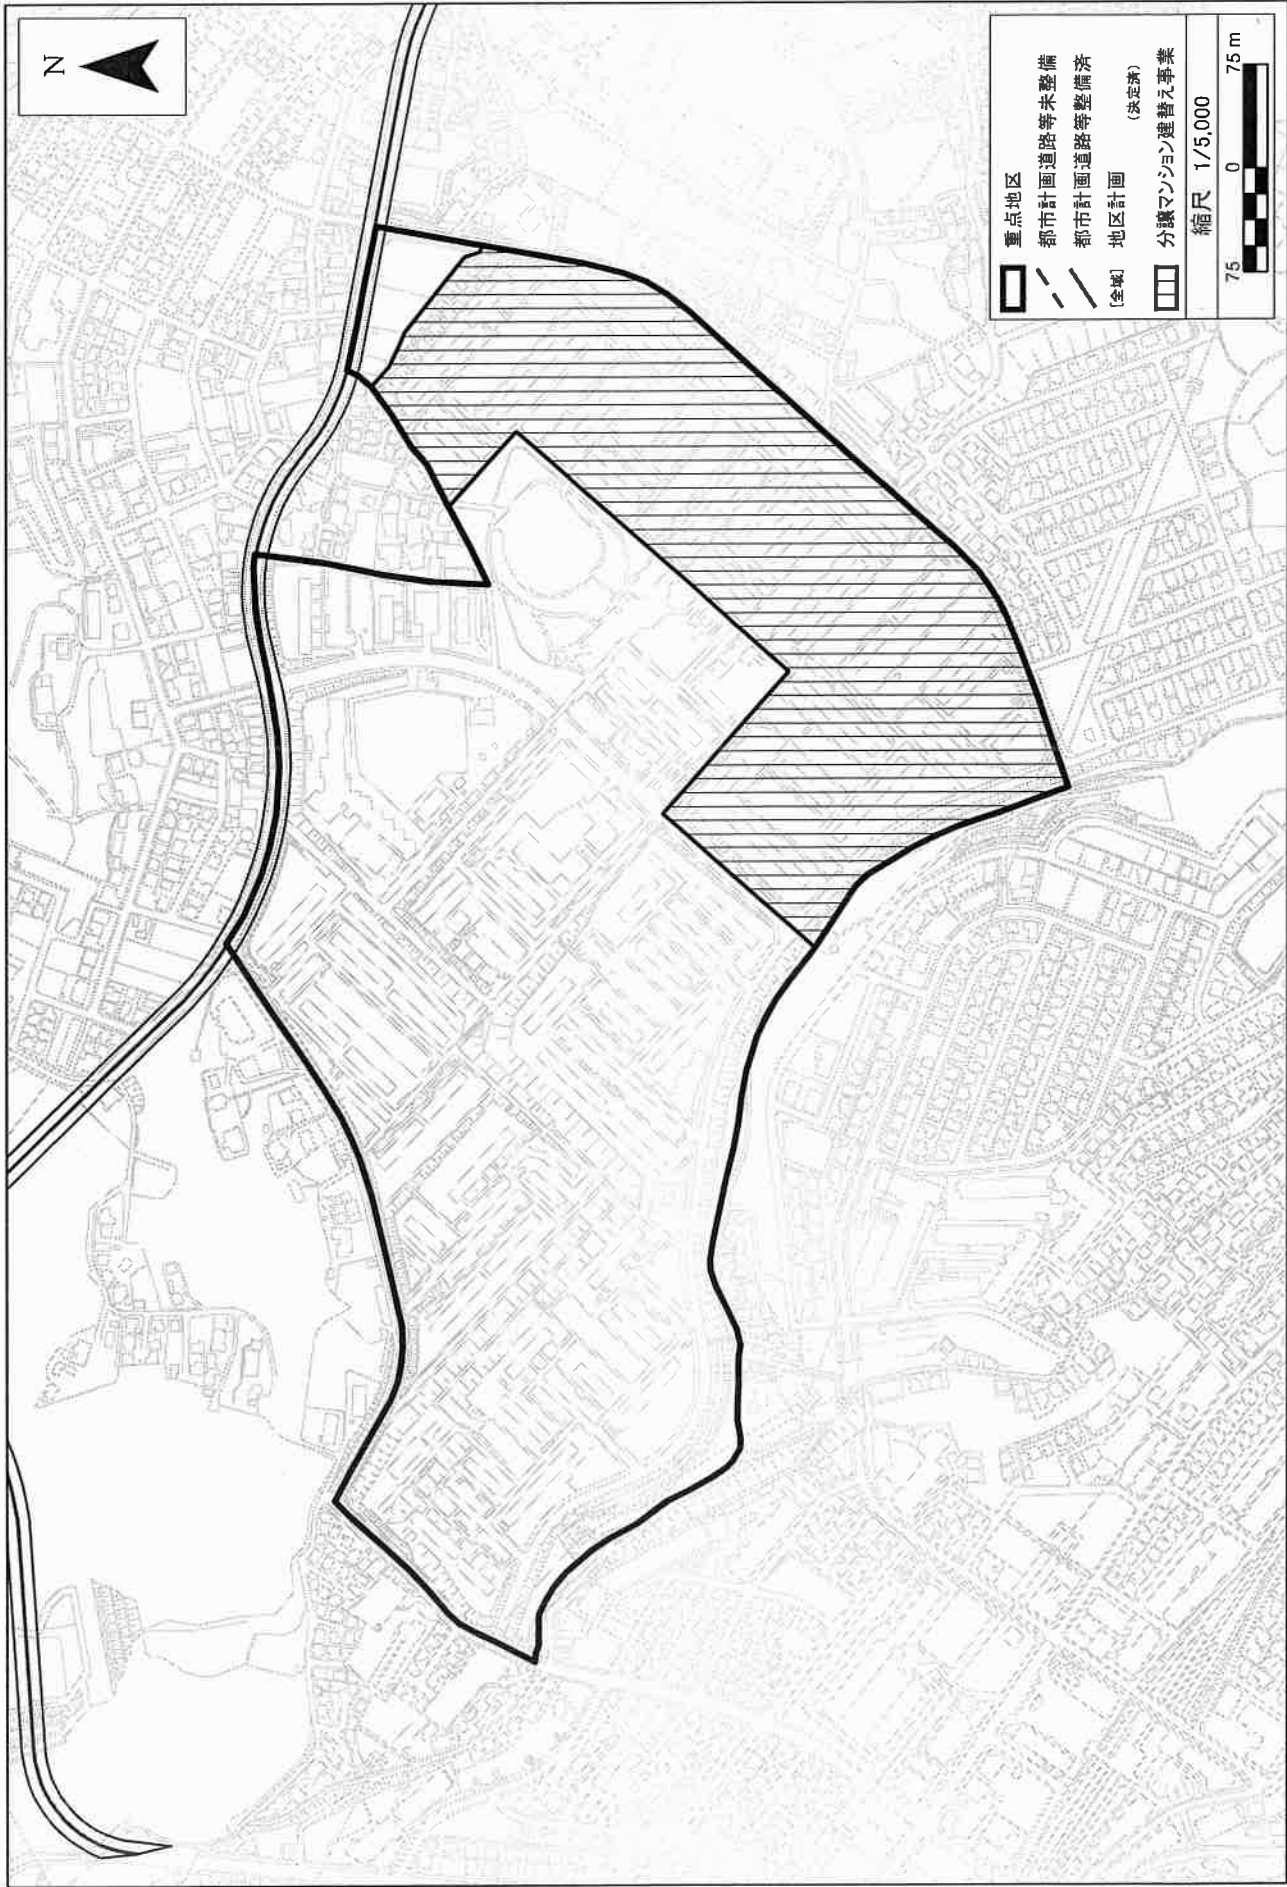 N
重点地区
都市計画道路等未整備
都市計画道路等整備済
[全域] 地区計画 (決定済)
分譲マンション建替え事業
縮尺 1/5,000
75 0 75 m